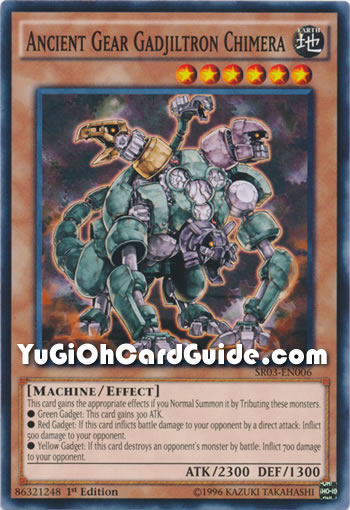 ANCIENT GEAR GADJILTRON CHIMERA
EARTH
地
YuGiOhCardGuide.com
SR03-EN006
[MACHINE/EFFECT]
This card gains the appropriate effects if you Normal Summon it by Tributing these monsters.
● Green Gadget: This card gains 300 ATK.
● Red Gadget: If this card inflicts battle damage to your opponent by a direct attack: Inflict
500 damage to your opponent.
● Yellow Gadget: If this card destroys an opponent's monster by battle: Inflict 700
damage to your opponent.
ATK/2300 DEF/1300
86321248 1st Edition ©1996 KAZUKI TAKAHASHI